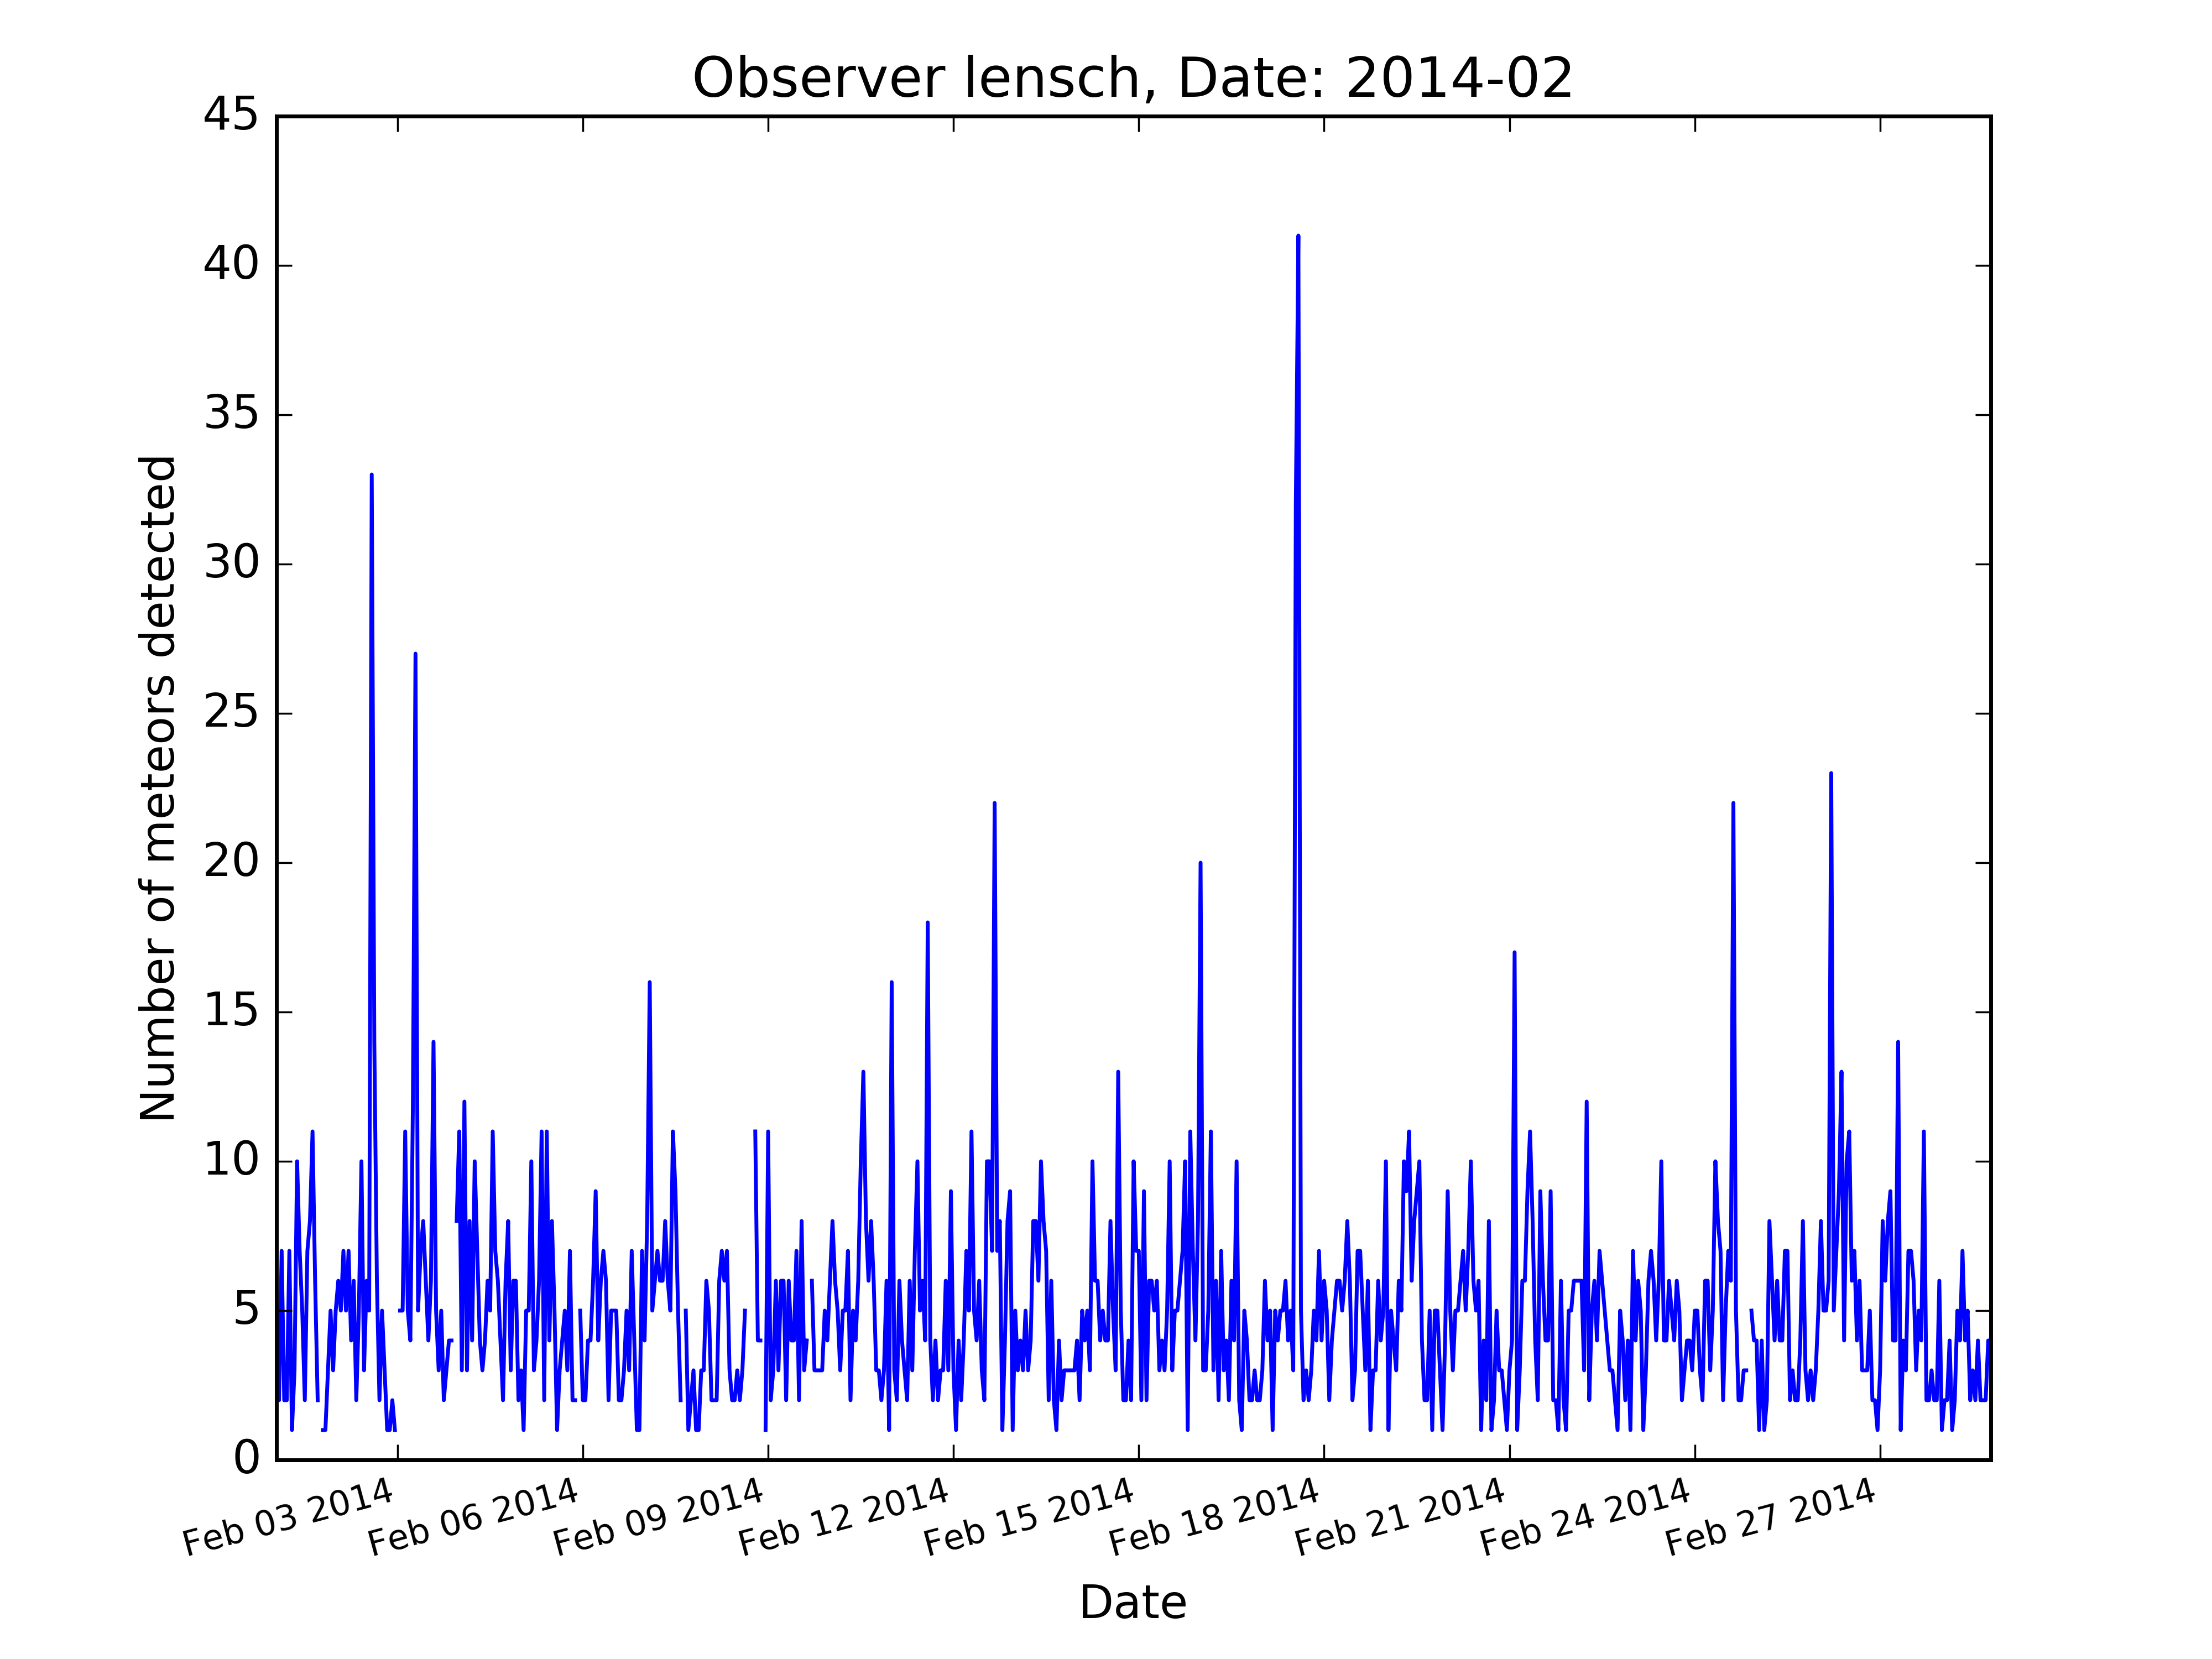 Observer lensch, Date: 2014-02
45
40
35
30
25
20
15
10
5
0
Number of meteors detected
Feb 03 2014
Feb 06 2014
Feb 09 2014
Feb 12 2014
Feb 15 2014
Feb 18 2014
Feb 21 2014
Feb 24 2014
Feb 27 2014
Date